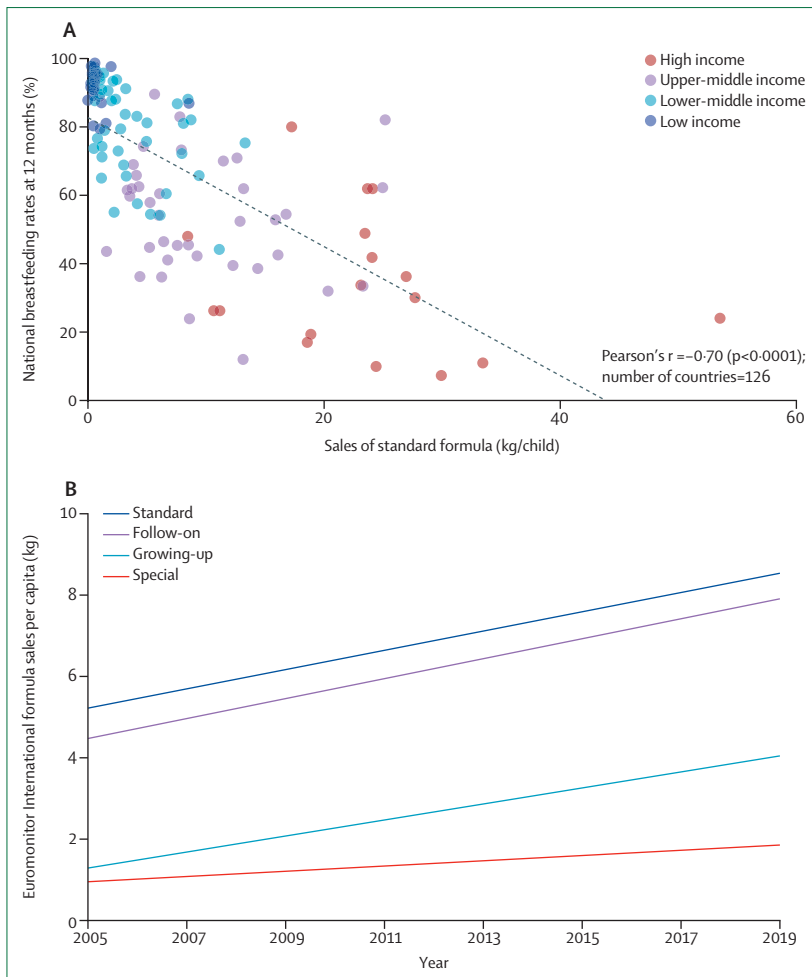 A
National breastfeeding rates at 12 months (%)
100
80
60
40
20
0
0
20
40
60
Sales of standard formula (kg/child)
High income
Upper-middle income
Lower-middle income
Low income
Pearson's r =–0·70 (p<0·0001);
number of countries=126
B
Euromonitor International formula sales per capita (kg)
10
8
6
4
2
0
2005
2007
2009
2011
2013
2015
2017
2019
Year
Standard
Follow-on
Growing-up
Special